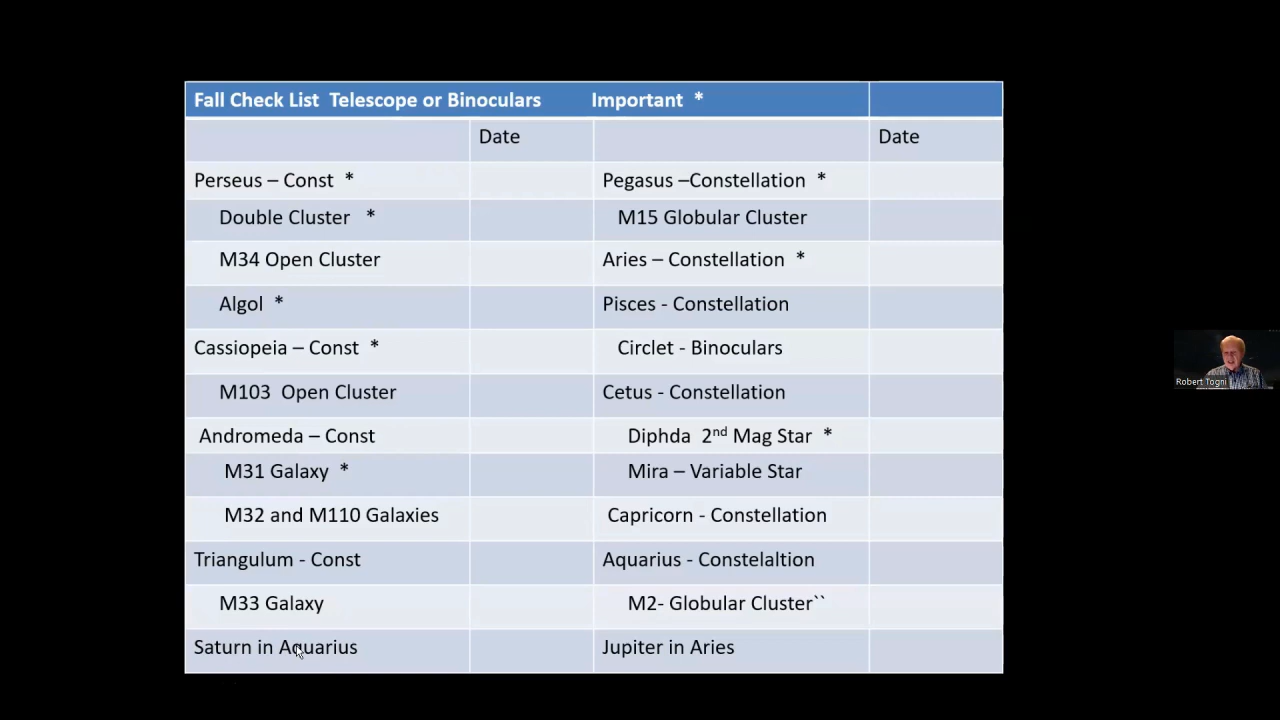 Fall Check List  Telescope or Binoculars  Important  *
Date  Date
Perseus – Const  *  Pegasus –Constellation  *
Double Cluster  *  M15 Globular Cluster
M34 Open Cluster  Aries – Constellation  *
Algol  *  Pisces - Constellation
Cassiopeia – Const  *  Circlet - Binoculars
M103  Open Cluster  Cetus - Constellation
Andromeda – Const  Diphda  2nd Mag Star  *
M31 Galaxy  *  Mira – Variable Star
M32 and M110 Galaxies  Capricorn - Constellation
Triangulum - Const  Aquarius - Constelaltion
M33 Galaxy  M2- Globular Cluster``
Saturn in Aquarius  Jupiter in Aries
Robert Togni